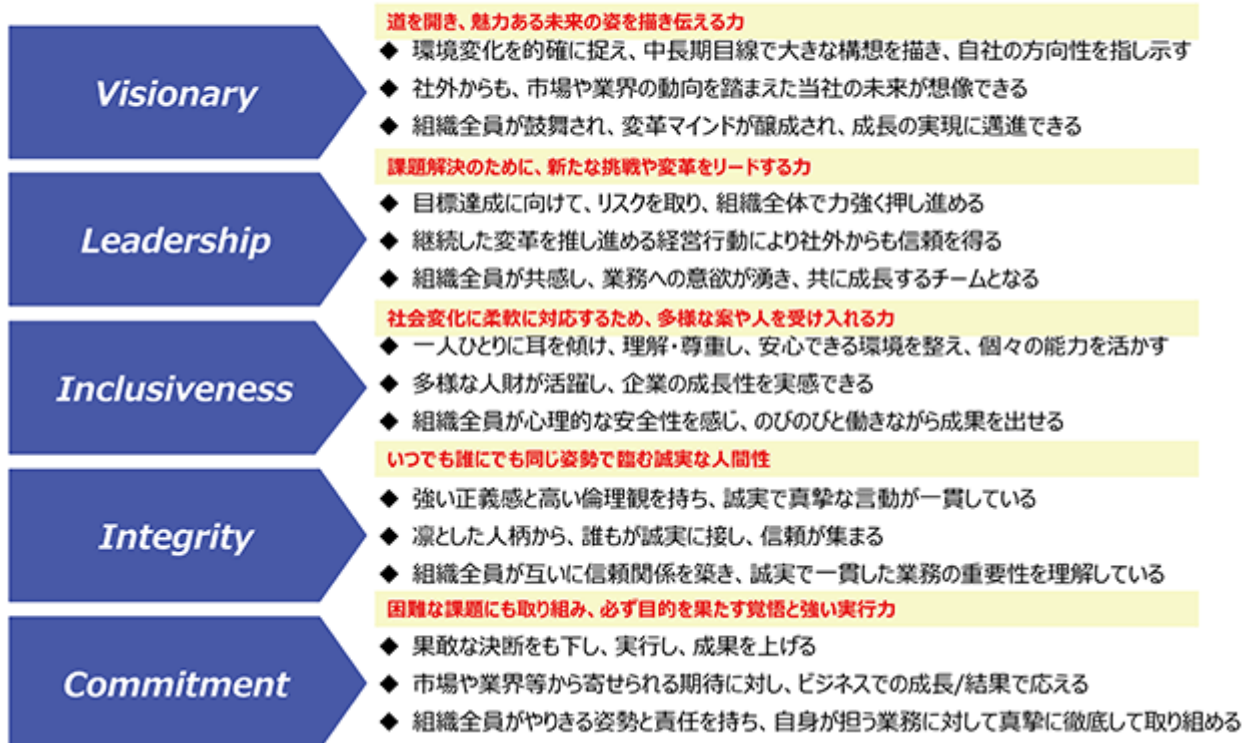 Visionary
道を開き、魅力ある未来の姿を描き伝える力
◆ 環境変化を的確に捉え、中長期目線で大きな構想を描き、自社の方向性を指し示す
◆ 社外からも、市場や業界の動向を踏まえた当社の未来が想像できる
◆ 組織全員が鼓舞され、変革マインドが醸成され、成長の実現に邁進できる
Leadership
課題解決のために、新たな挑戦や変革をリードする力
◆ 目標達成に向けて、リスクを取り、組織全体で力強く押し進める
◆ 継続した変革を推し進める経営行動により社外からも信頼を得る
◆ 組織全員が共感し、業務への意欲が湧き、共に成長するチームとなる
Inclusiveness
社会変化に柔軟に対応するため、多様な案や人を受け入れる力
◆ 一人ひとりに耳を傾け、理解・尊重し、安心できる環境を整え、個々の能力を活かす
◆ 多様な人財が活躍し、企業の成長性を実感できる
◆ 組織全員が心理的な安全性を感じ、のびのびと働きながら成果を出せる
Integrity
いつでも誰にでも同じ姿勢で臨む誠実な人間性
◆ 強い正義感と高い倫理観を持ち、誠実で真摯な言動が一貫している
◆ 凛とした人柄から、誰もが誠実に接し、信頼が集まる
◆ 組織全員が互いに信頼関係を築き、誠実で一貫した業務の重要性を理解している
Commitment
困難な課題にも取り組み、必ず目的を果たす覚悟と強い実行力
◆ 果敢な決断をも下し、実行し、成果を上げる
◆ 市場や業界等から寄せられる期待に対し、ビジネスでの成長/結果で応える
◆ 組織全員がやりきる姿勢と責任を持ち、自身が担う業務に対して真摯に徹底して取り組める